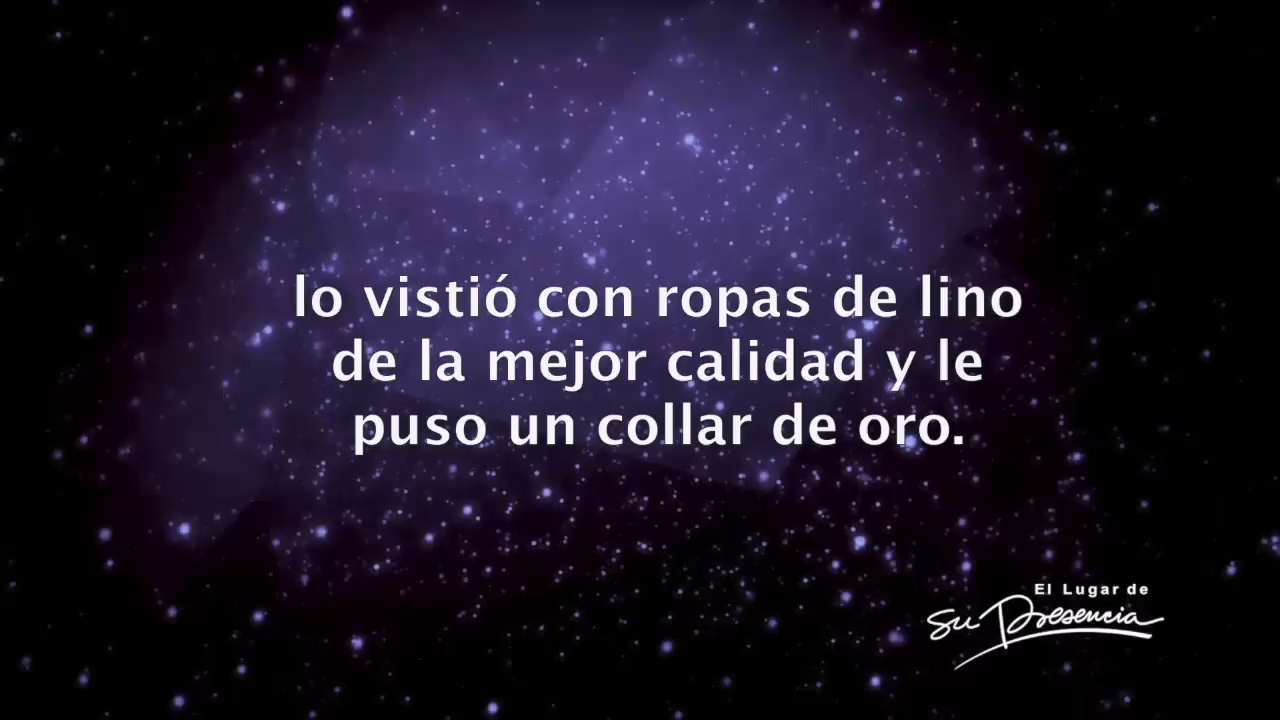 lo vistió con ropas de lino
de la mejor calidad y le
puso un collar de oro.
El Lugar de
Su Presencia